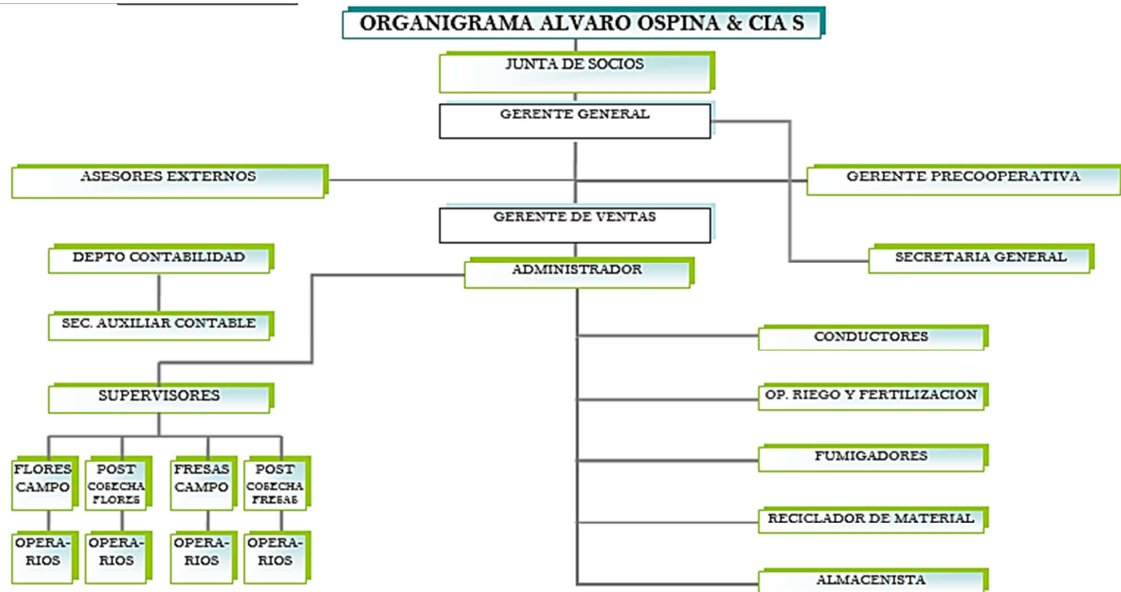 ORGANIGRAMA ALVARO OSPINA & CIA S
JUNTA DE SOCIOS
GERENTE GENERAL
ASESORES EXTERNOS
GERENTE PRECOOPERATIVA
GERENTE DE VENTAS
DEPTO CONTABILIDAD
ADMINISTRADOR
SECRETARIA GENERAL
SEC. AUXILIAR CONTABLE
CONDUCTORES
SUPERVISORES
OP. RIEGO Y FERTILIZACION
FLORES
CAMPO
POST
COSECHA
FLORES
FRESAS
CAMPO
POST
COSECHA
FRESAS
FUMIGADORES
RECICLADOR DE MATERIAL
OPERA-
RIOS
OPERA-
RIOS
OPERA-
RIOS
OPERA-
RIOS
ALMACENISTA